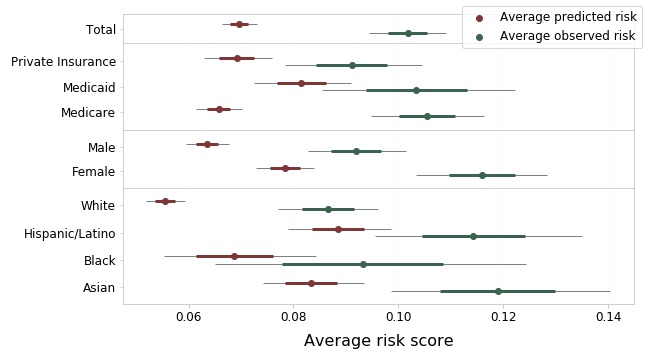 Average predicted risk
Average observed risk
Total
Private Insurance
Medicaid
Medicare
Male
Female
White
Hispanic/Latino
Black
Asian
0.06 0.08 0.10 0.12 0.14
Average risk score